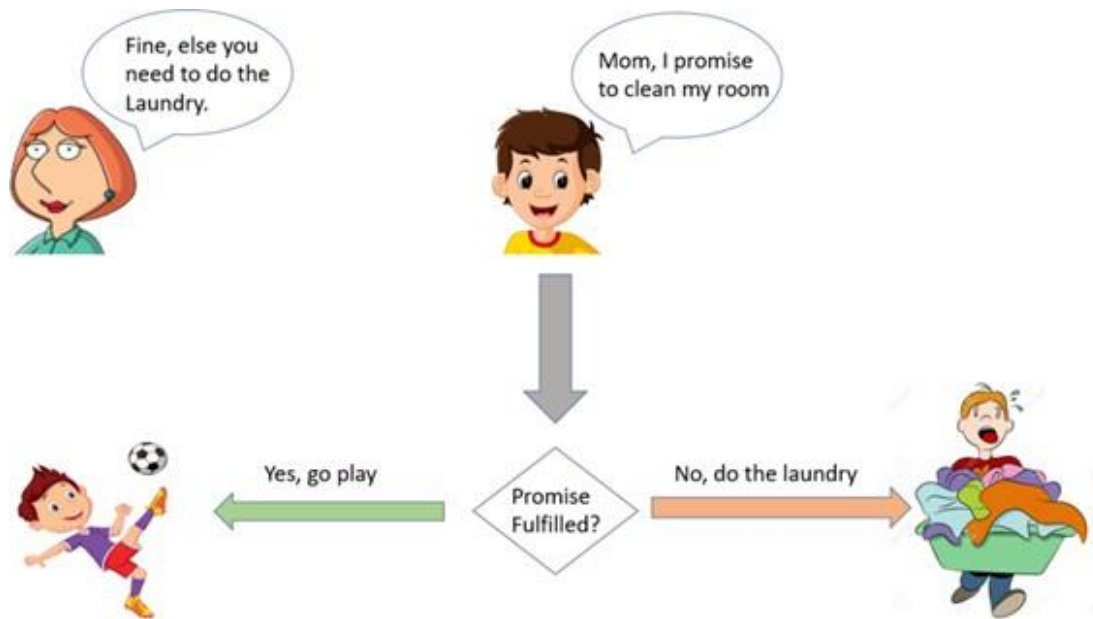 Fine, else you
need to do the
Laundry.
Mom, I promise
to clean my room
Yes, go play
Promise
Fulfilled?
No, do the laundry